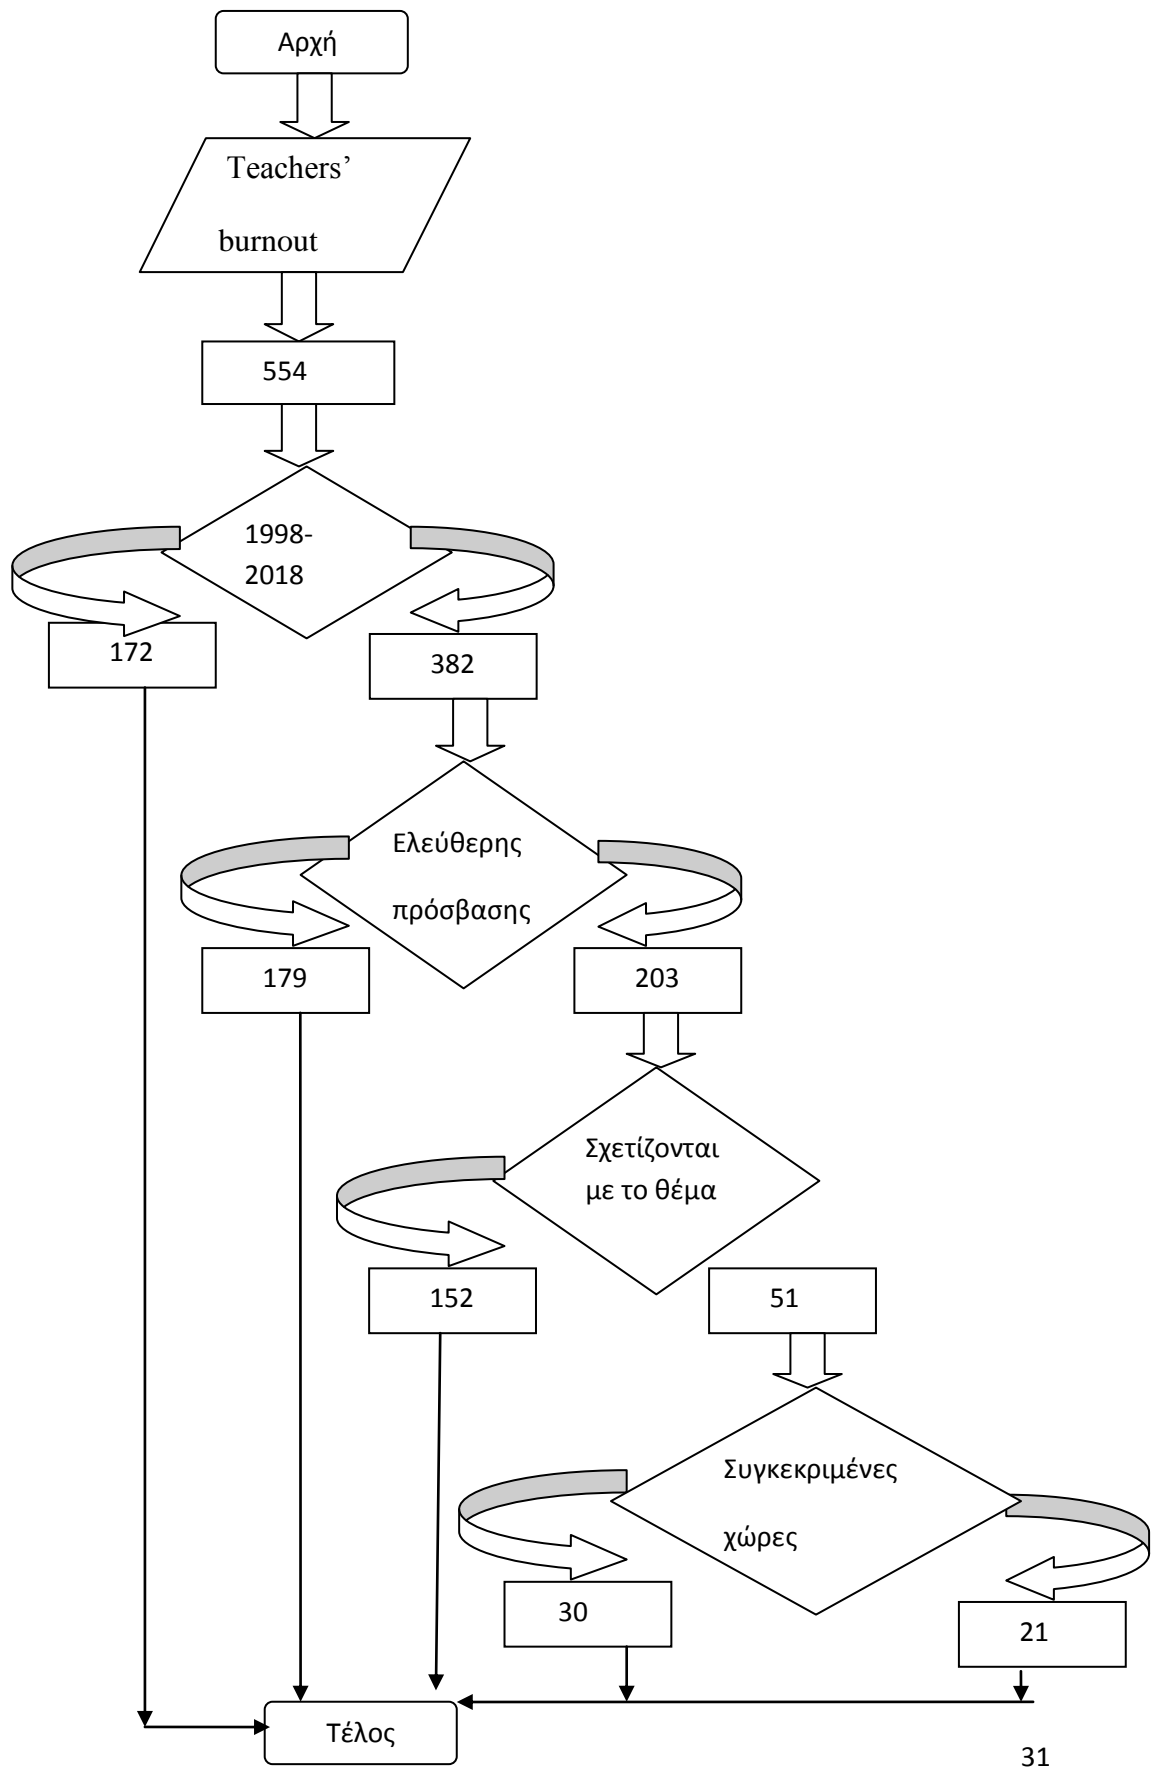 Αρχή
Teachers’
burnout
554
1998-
2018
172
382
Ελεύθερης
πρόσβασης
179
203
Σχετίζονται
με το θέμα
152
51
Συγκεκριμένες
χώρες
30
21
Τέλος
31